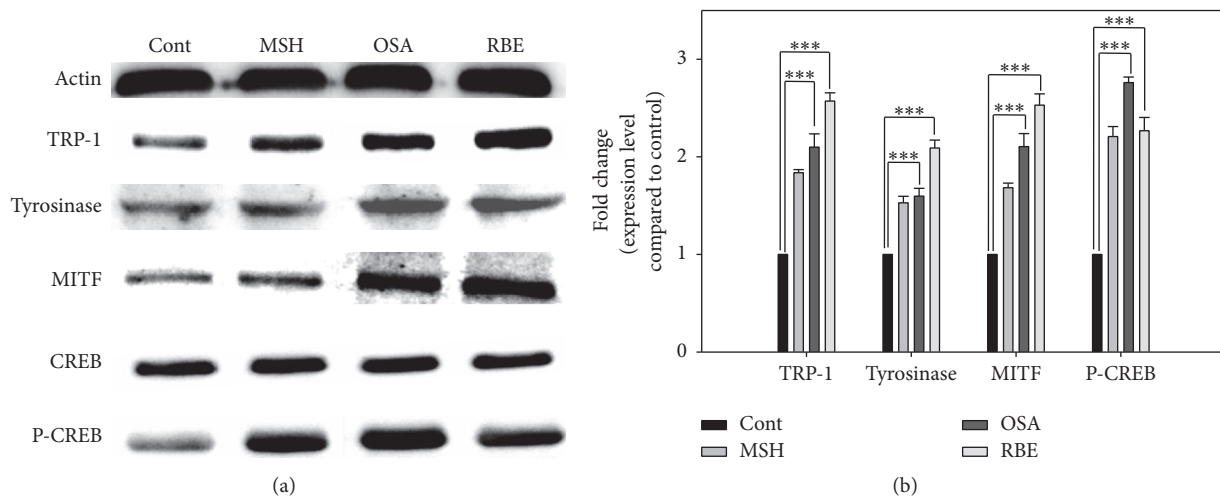 Cont MSH OSA RBE
Actin
TRP-1
Tyrosinase
MITF
CREB
P-CREB
(a)
Fold change
(expression level
compared to control)
3
2
1
0
*** *** *** ***
*** *** *** ***
TRP-1 Tyrosinase MITF P-CREB
Cont OSA
MSH RBE
(b)